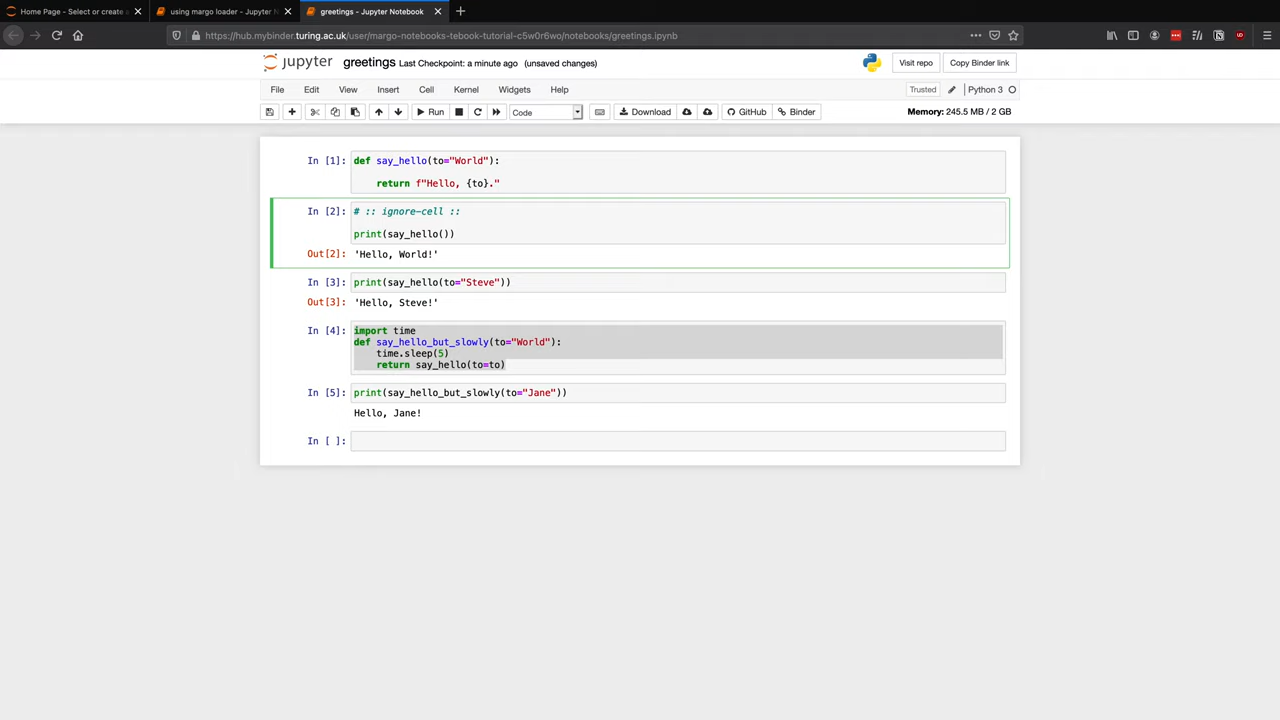 Home Page - Select or create a
using margo loader - Jupyter N
greetings - Jupyter Notebook
https://hub.mybinder.turing.ac.uk/user/margo-notebooks-tebook-tutorial-c5w0r6wo/notebooks/greetings.ipynb
jupyter greetings Last Checkpoint: a minute ago (unsaved changes)
Visit repo Copy Binder link
File Edit View Insert Cell Kernel Widgets Help
Trusted Python 3
Run Code Download GitHub Binder Memory: 245.5 MB / 2 GB
In [1]: def say_hello(to="World"):
return f"Hello, {to}."
In [2]: # :: ignore-cell ::
print(say_hello())
Out[2]: 'Hello, World!'
In [3]: print(say_hello(to="Steve"))
Out[3]: 'Hello, Steve!'
In [4]: import time
def say_hello_but_slowly(to="World"):
time.sleep(5)
return say_hello(to=to)
In [5]: print(say_hello_but_slowly(to="Jane"))
Hello, Jane!
In [ ]: